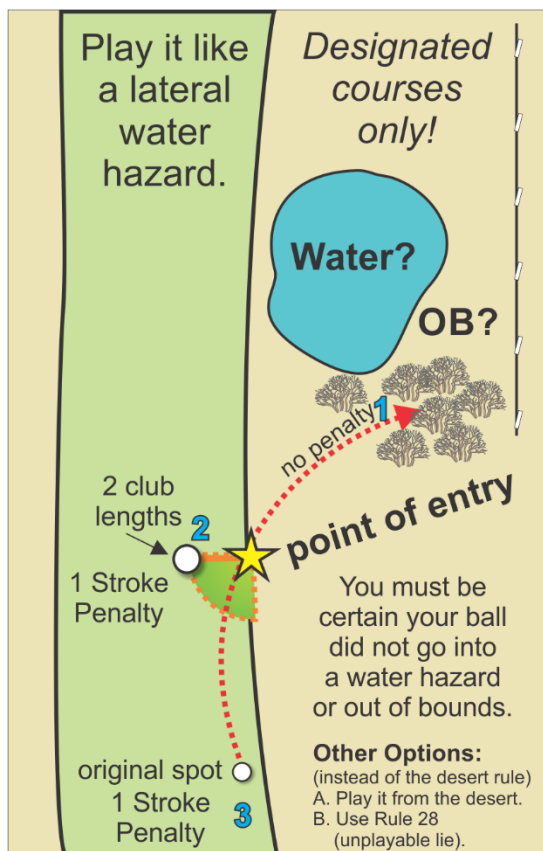 Play it like
a lateral
water
hazard.
Designated
courses
only!
Water?
OB?
1
no penalty
point of entry
2 club
lengths
2
1 Stroke
Penalty
You must be
certain your ball
did not go into
a water hazard
or out of bounds.
original spot
1 Stroke
Penalty
3
Other Options:
(instead of the desert rule)
A. Play it from the desert.
B. Use Rule 28
(unplayable lie).